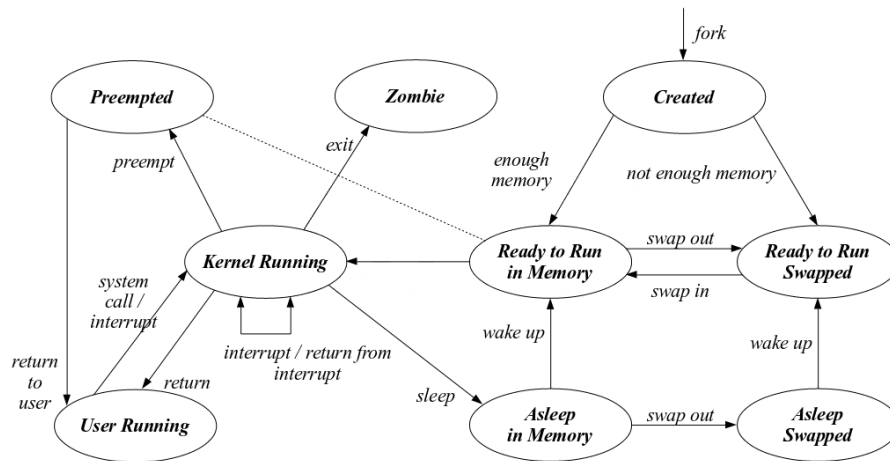 fork
Preempted
Zombie
Created
preempt
exit
enough
memory
not enough memory
Kernel Running
Ready to Run
in Memory
swap out
swap in
Ready to Run
Swapped
system
call /
interrupt
interrupt / return from
interrupt
wake up
wake up
return
to
user
return
sleep
User Running
Asleep
in Memory
swap out
Asleep
Swapped